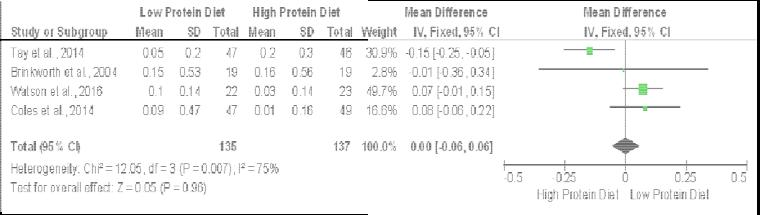 Low Protein Diet High Protein Diet Mean Difference Mean Difference
Study or Subgroup Mean SD Total Mean SD Total Weight IV, Fixed, 95% CI IV, Fixed, 95% CI
Tay et al., 2014 0.05 0.2 47 0.2 0.3 46 30.9% -0.15 [-0.25, -0.05]
Brinkworth et al., 2004 0.15 0.53 19 0.16 0.56 19 2.8% -0.01 [-0.36, 0.34]
Watson et al., 2016 0.1 0.14 22 0.03 0.14 23 49.7% 0.07 [-0.01, 0.15]
Coles et al., 2014 0.09 0.47 47 0.01 0.16 49 16.6% 0.08 [-0.06, 0.22]
Total (95% CI) 135 137 100.0% 0.00 [-0.06, 0.06]
Heterogeneity: Chi² = 12.05, df = 3 (P = 0.007); I² = 75%
Test for overall effect: Z = 0.05 (P = 0.96)
-0.5 -0.25 0 0.25 0.5
High Protein Diet Low Protein Diet